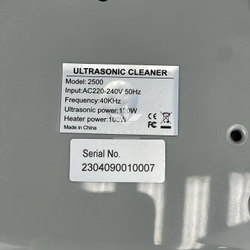 ULTRASONIC CLEANER
Model: 2500
Input:AC220-240V 50Hz
Frequency:40KHz
Ultrasonic power:
Heater power:
Made in China
CE
Serial No.
2304090010007